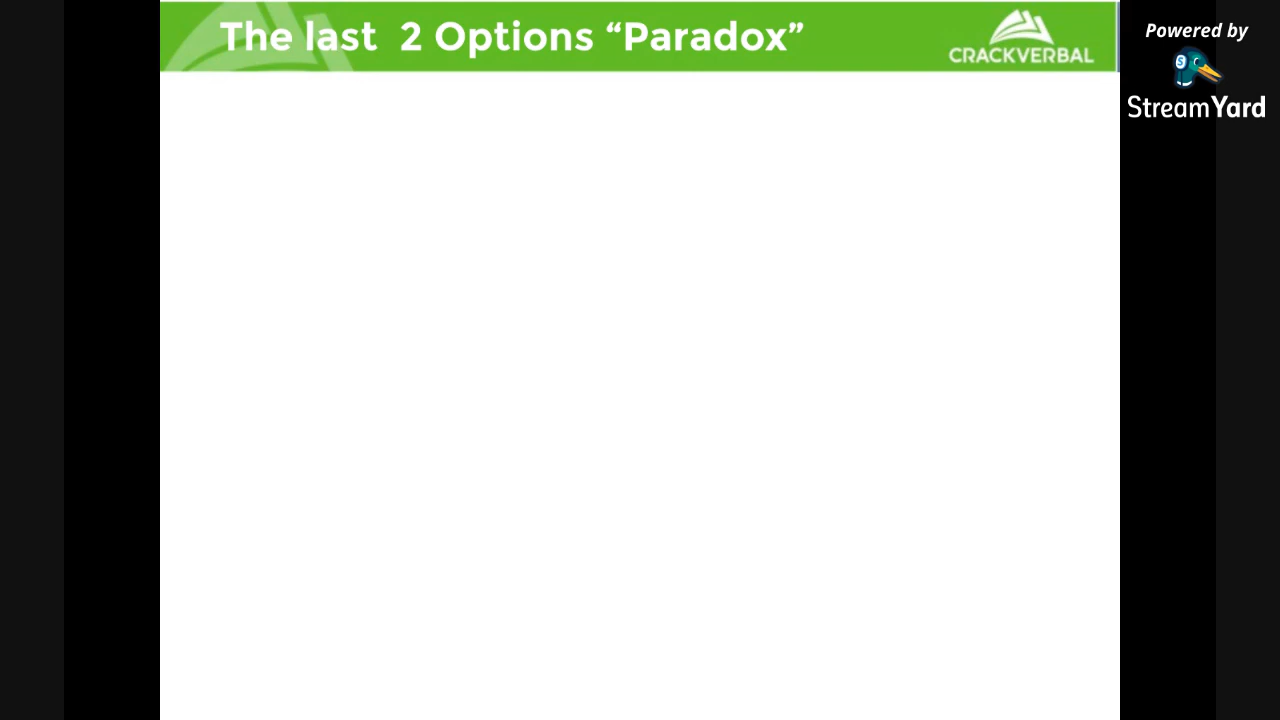 The last 2 Options “Paradox”
CRACKVERBAL
Powered by
S
StreamYard